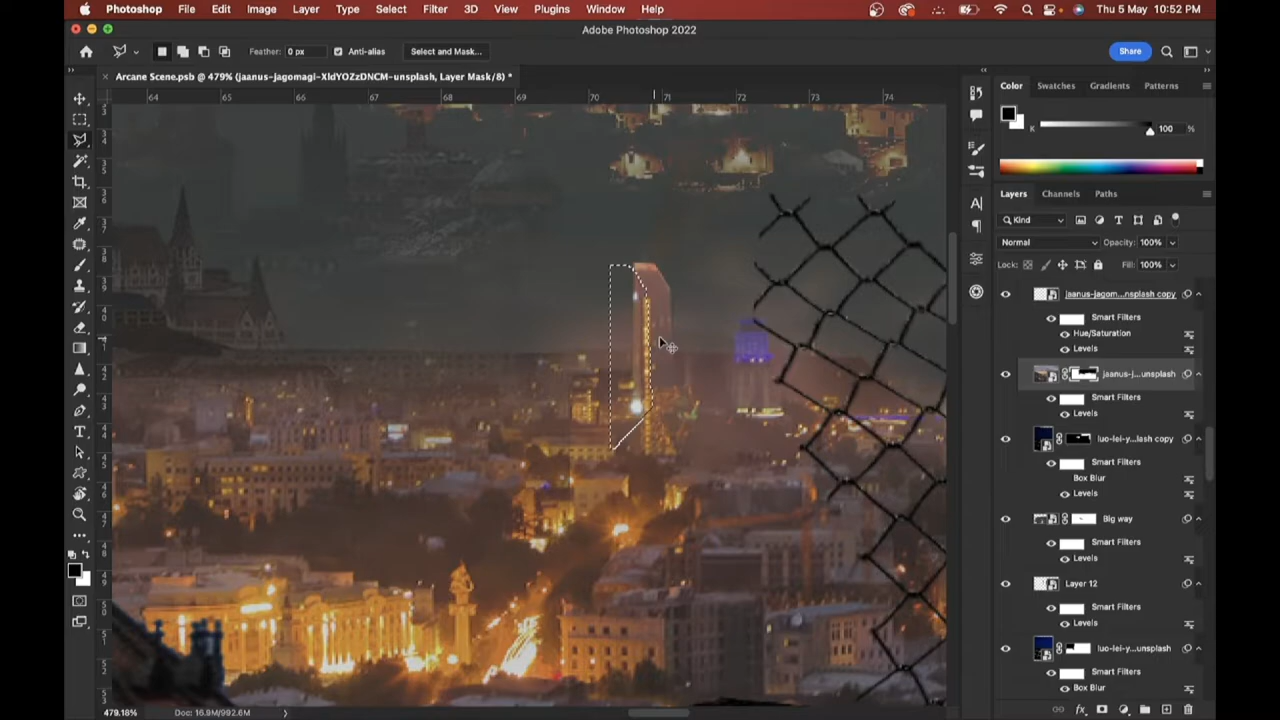 Photoshop File Edit Image Layer Type Select Filter 3D View Plugins Window Help Thu 5 May 10:52 PM
Adobe Photoshop 2022
Feather: 0 px Anti-alias Select and Mask... Share
Arcane Scene.psb @ 479% (jaanus-jagomagi-XldYOZzDNCM-unsplash, Layer Mask/8) *
64 65 66 67 68 69 70 71 72 73 74
Color Swatches Gradients Patterns
K 100 %
Layers Channels Paths
Kind
Normal Opacity: 100%
Lock: Fill: 100%
jaanus-jagom...nsplash copy
Smart Filters
Hue/Saturation
Levels
jaanus-j...unsplash
Smart Filters
Levels
luo-lei-y...lash copy
Smart Filters
Box Blur
Levels
Big way
Smart Filters
Levels
Layer 12
Smart Filters
Levels
luo-lei-y...unsplash
Smart Filters
Box Blur
479.18% Doc: 16.9M/992.6M